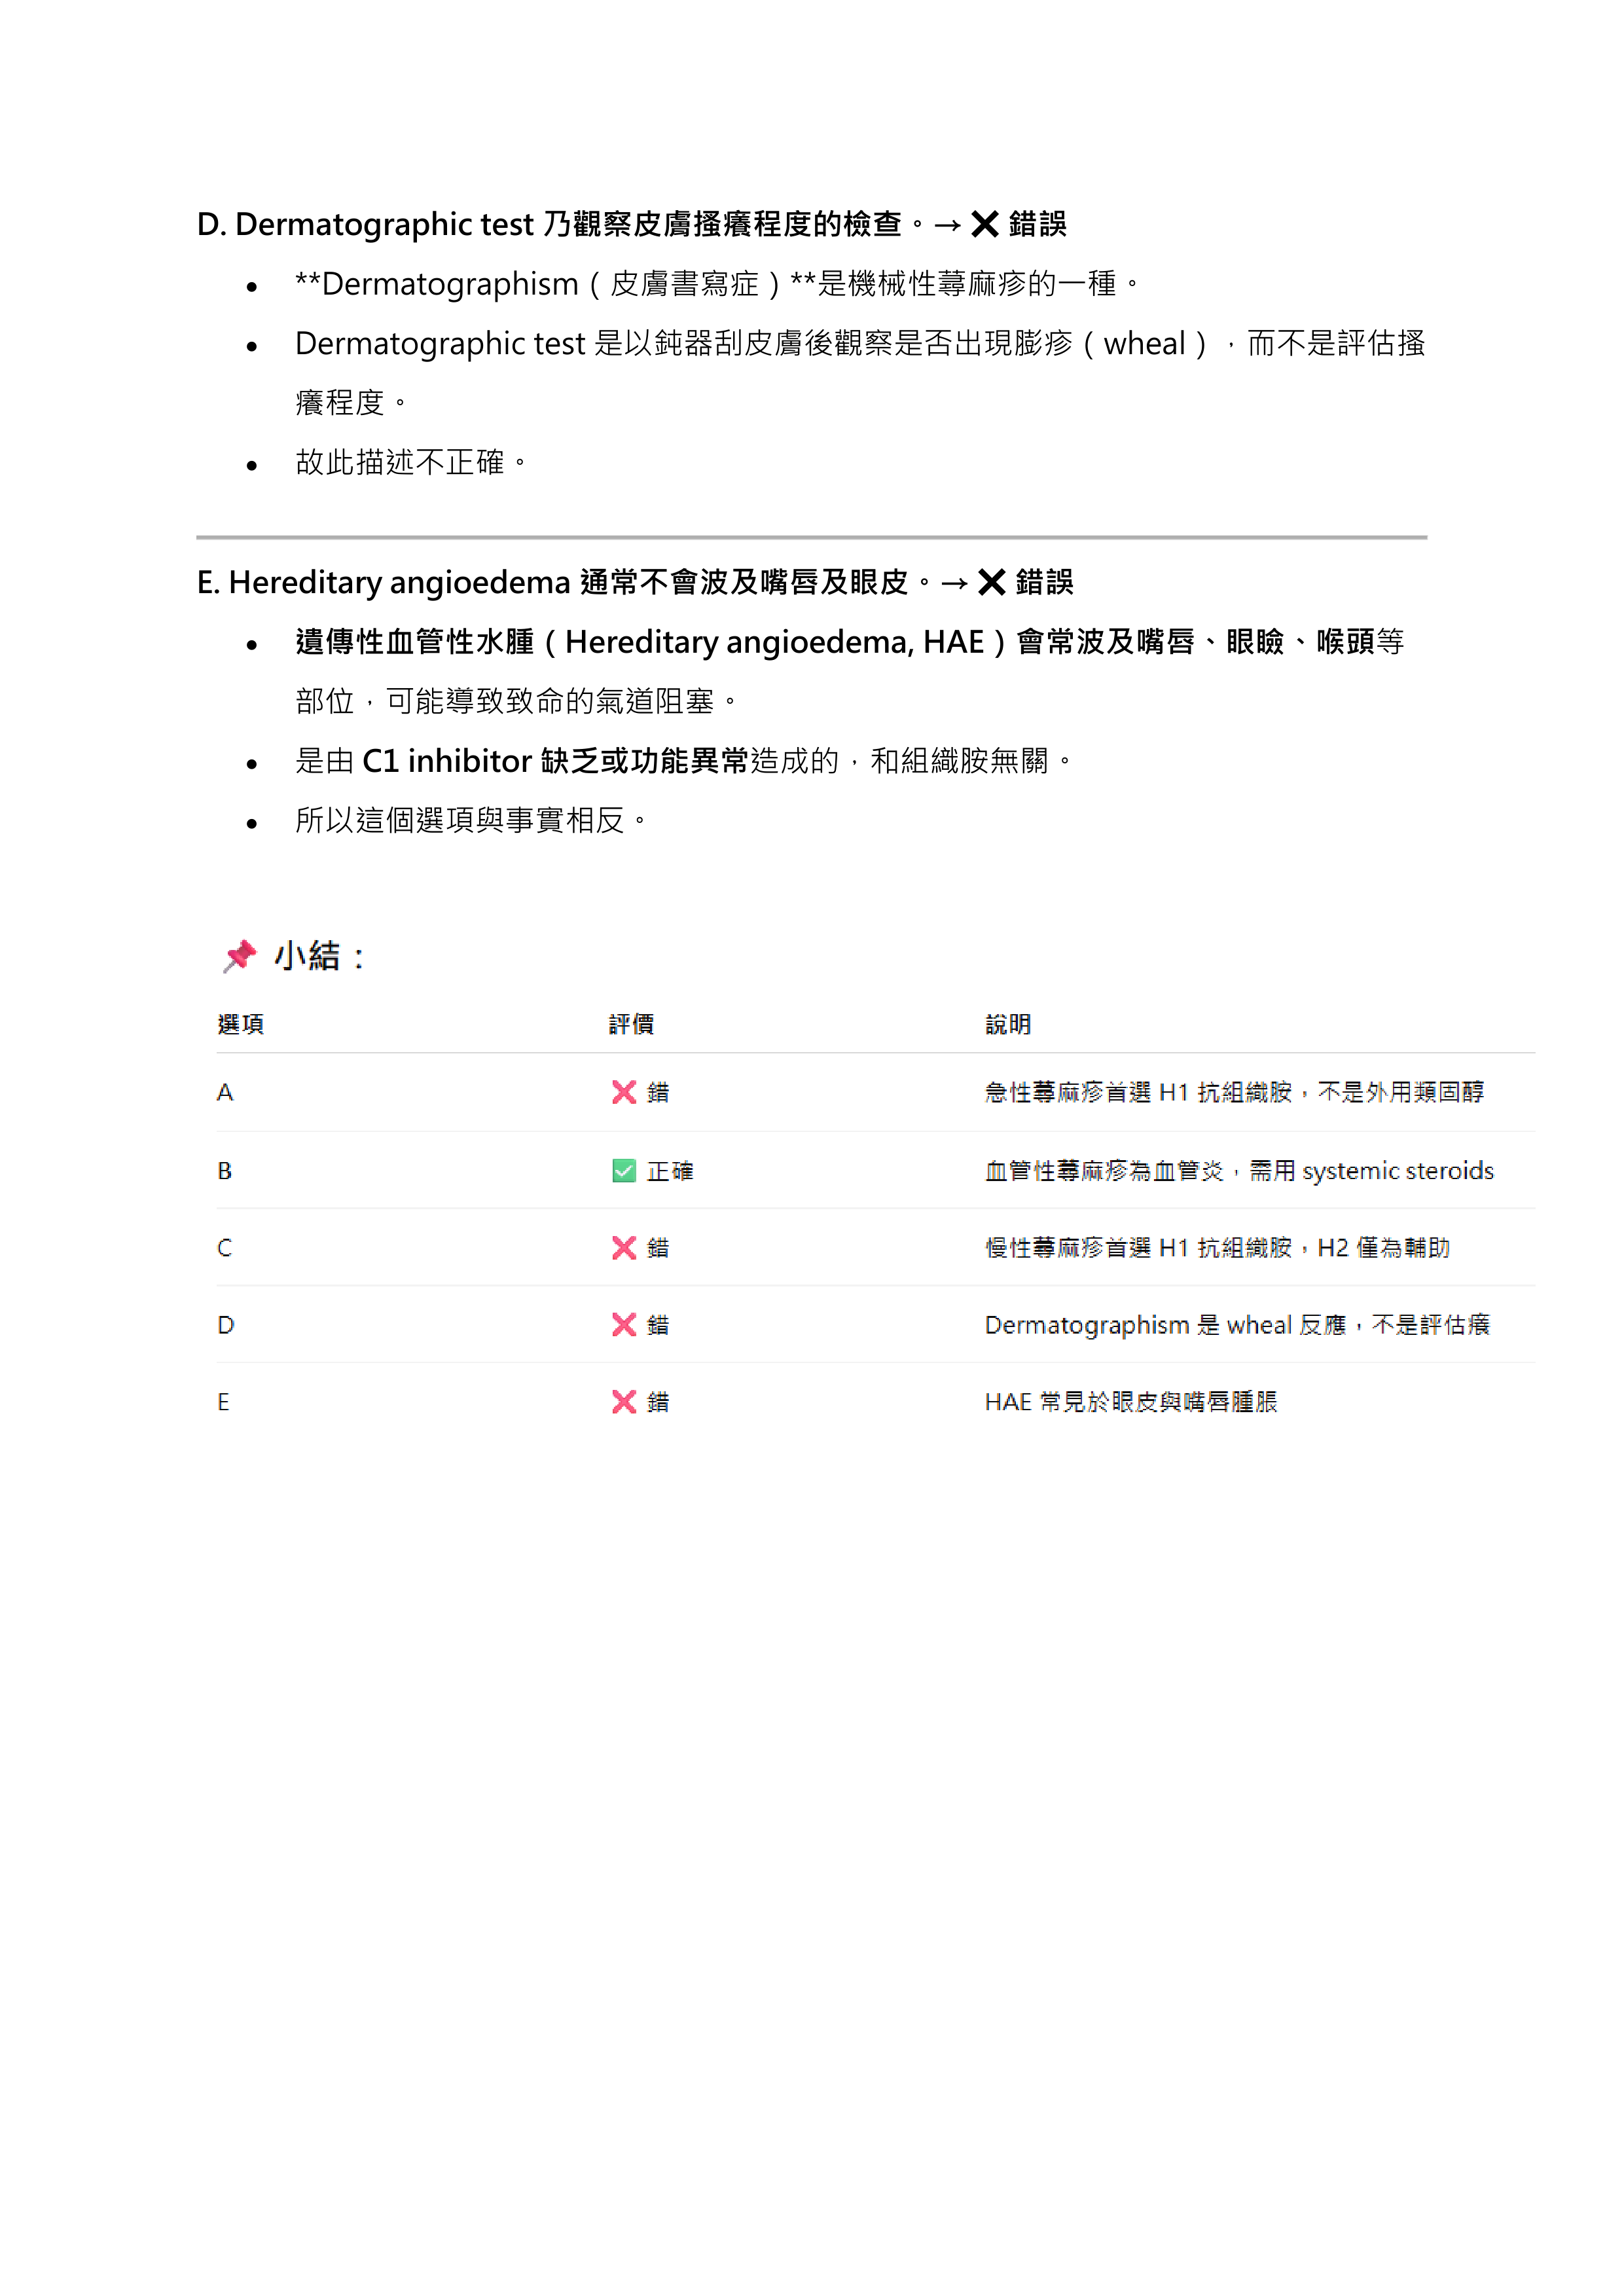 D. Dermatographic test 乃觀察皮膚搔癢程度的檢查。→ ❌ 錯誤
● **Dermatographism（皮膚書寫症）**是機械性蕁麻疹的一種。
● Dermatographic test 是以鈍器刮皮膚後觀察是否出現膨疹（wheal），而不是評估搔
癢程度。
● 故此描述不正確。
E. Hereditary angioedema 通常不會波及嘴唇及眼皮。→ ❌ 錯誤
● 遺傳性血管性水腫（Hereditary angioedema, HAE）會常波及嘴唇、眼瞼、喉頭等
部位，可能導致致命的氣道阻塞。
● 是由 C1 inhibitor 缺乏或功能異常造成的，和組織胺無關。
● 所以這個選項與事實相反。
📌 小結：
選項 評價 說明
A ❌ 錯 急性蕁麻疹首選 H1 抗組織胺，不是外用類固醇
B ✅ 正確 血管性蕁麻疹為血管炎，需用 systemic steroids
C ❌ 錯 慢性蕁麻疹首選 H1 抗組織胺，H2 僅為輔助
D ❌ 錯 Dermatographism 是 wheal 反應，不是評估癢
E ❌ 錯 HAE 常見於眼皮與嘴唇腫脹